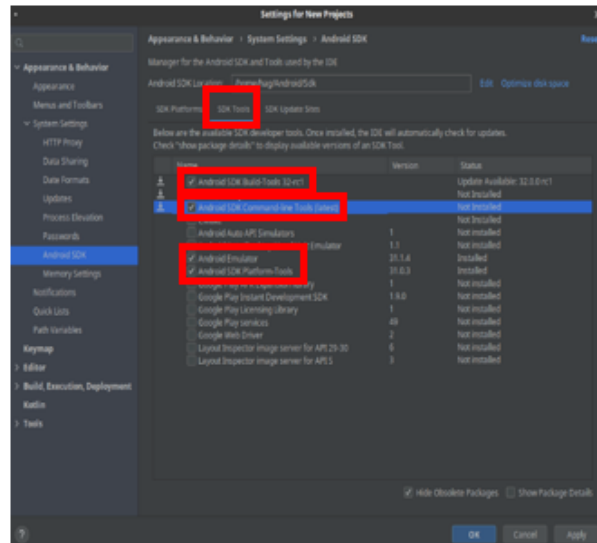 Settings for New Projects
Appearance & Behavior › System Settings › Android SDK
Manager for the Android SDK and Tools used by the IDE
Android SDK Location: /Android/Sdk
Edit Optimize disk space
SDK Platforms SDK Tools SDK Update Sites
Below are the available SDK developer tools. Once installed, the IDE will automatically check for updates.
Check "show package details" to display available versions of an SDK Tool.
Name Version Status
Android SDK Build-Tools 32-rc1 Update Available: 32.0.0 rc1
Not Installed
Android SDK Command-line Tools (latest) Not Installed
Android Auto API Simulators 1 Not installed
Emulator 1.1 Not installed
Android Emulator 31.1.4 Installed
Android SDK Platform-Tools 31.0.3 Installed
Google Play APK Expansion library 1 Not installed
Google Play Instant Development SDK 1.9.0 Not installed
Google Play Licensing Library 1 Not installed
Google Play services 49 Not installed
Google Web Driver 2 Not installed
Layout Inspector image server for API 29-30 6 Not installed
Layout Inspector image server for API S 3 Not installed
Appearance & Behavior
Appearance
Menus and Toolbars
System Settings
HTTP Proxy
Data Sharing
Date Formats
Updates
Process Elevation
Passwords
Android SDK
Memory Settings
Notifications
Quick Lists
Path Variables
Keymap
Editor
Build, Execution, Deployment
Kotlin
Tools
Hide Obsolete Packages Show Package Details
? OK Cancel Apply